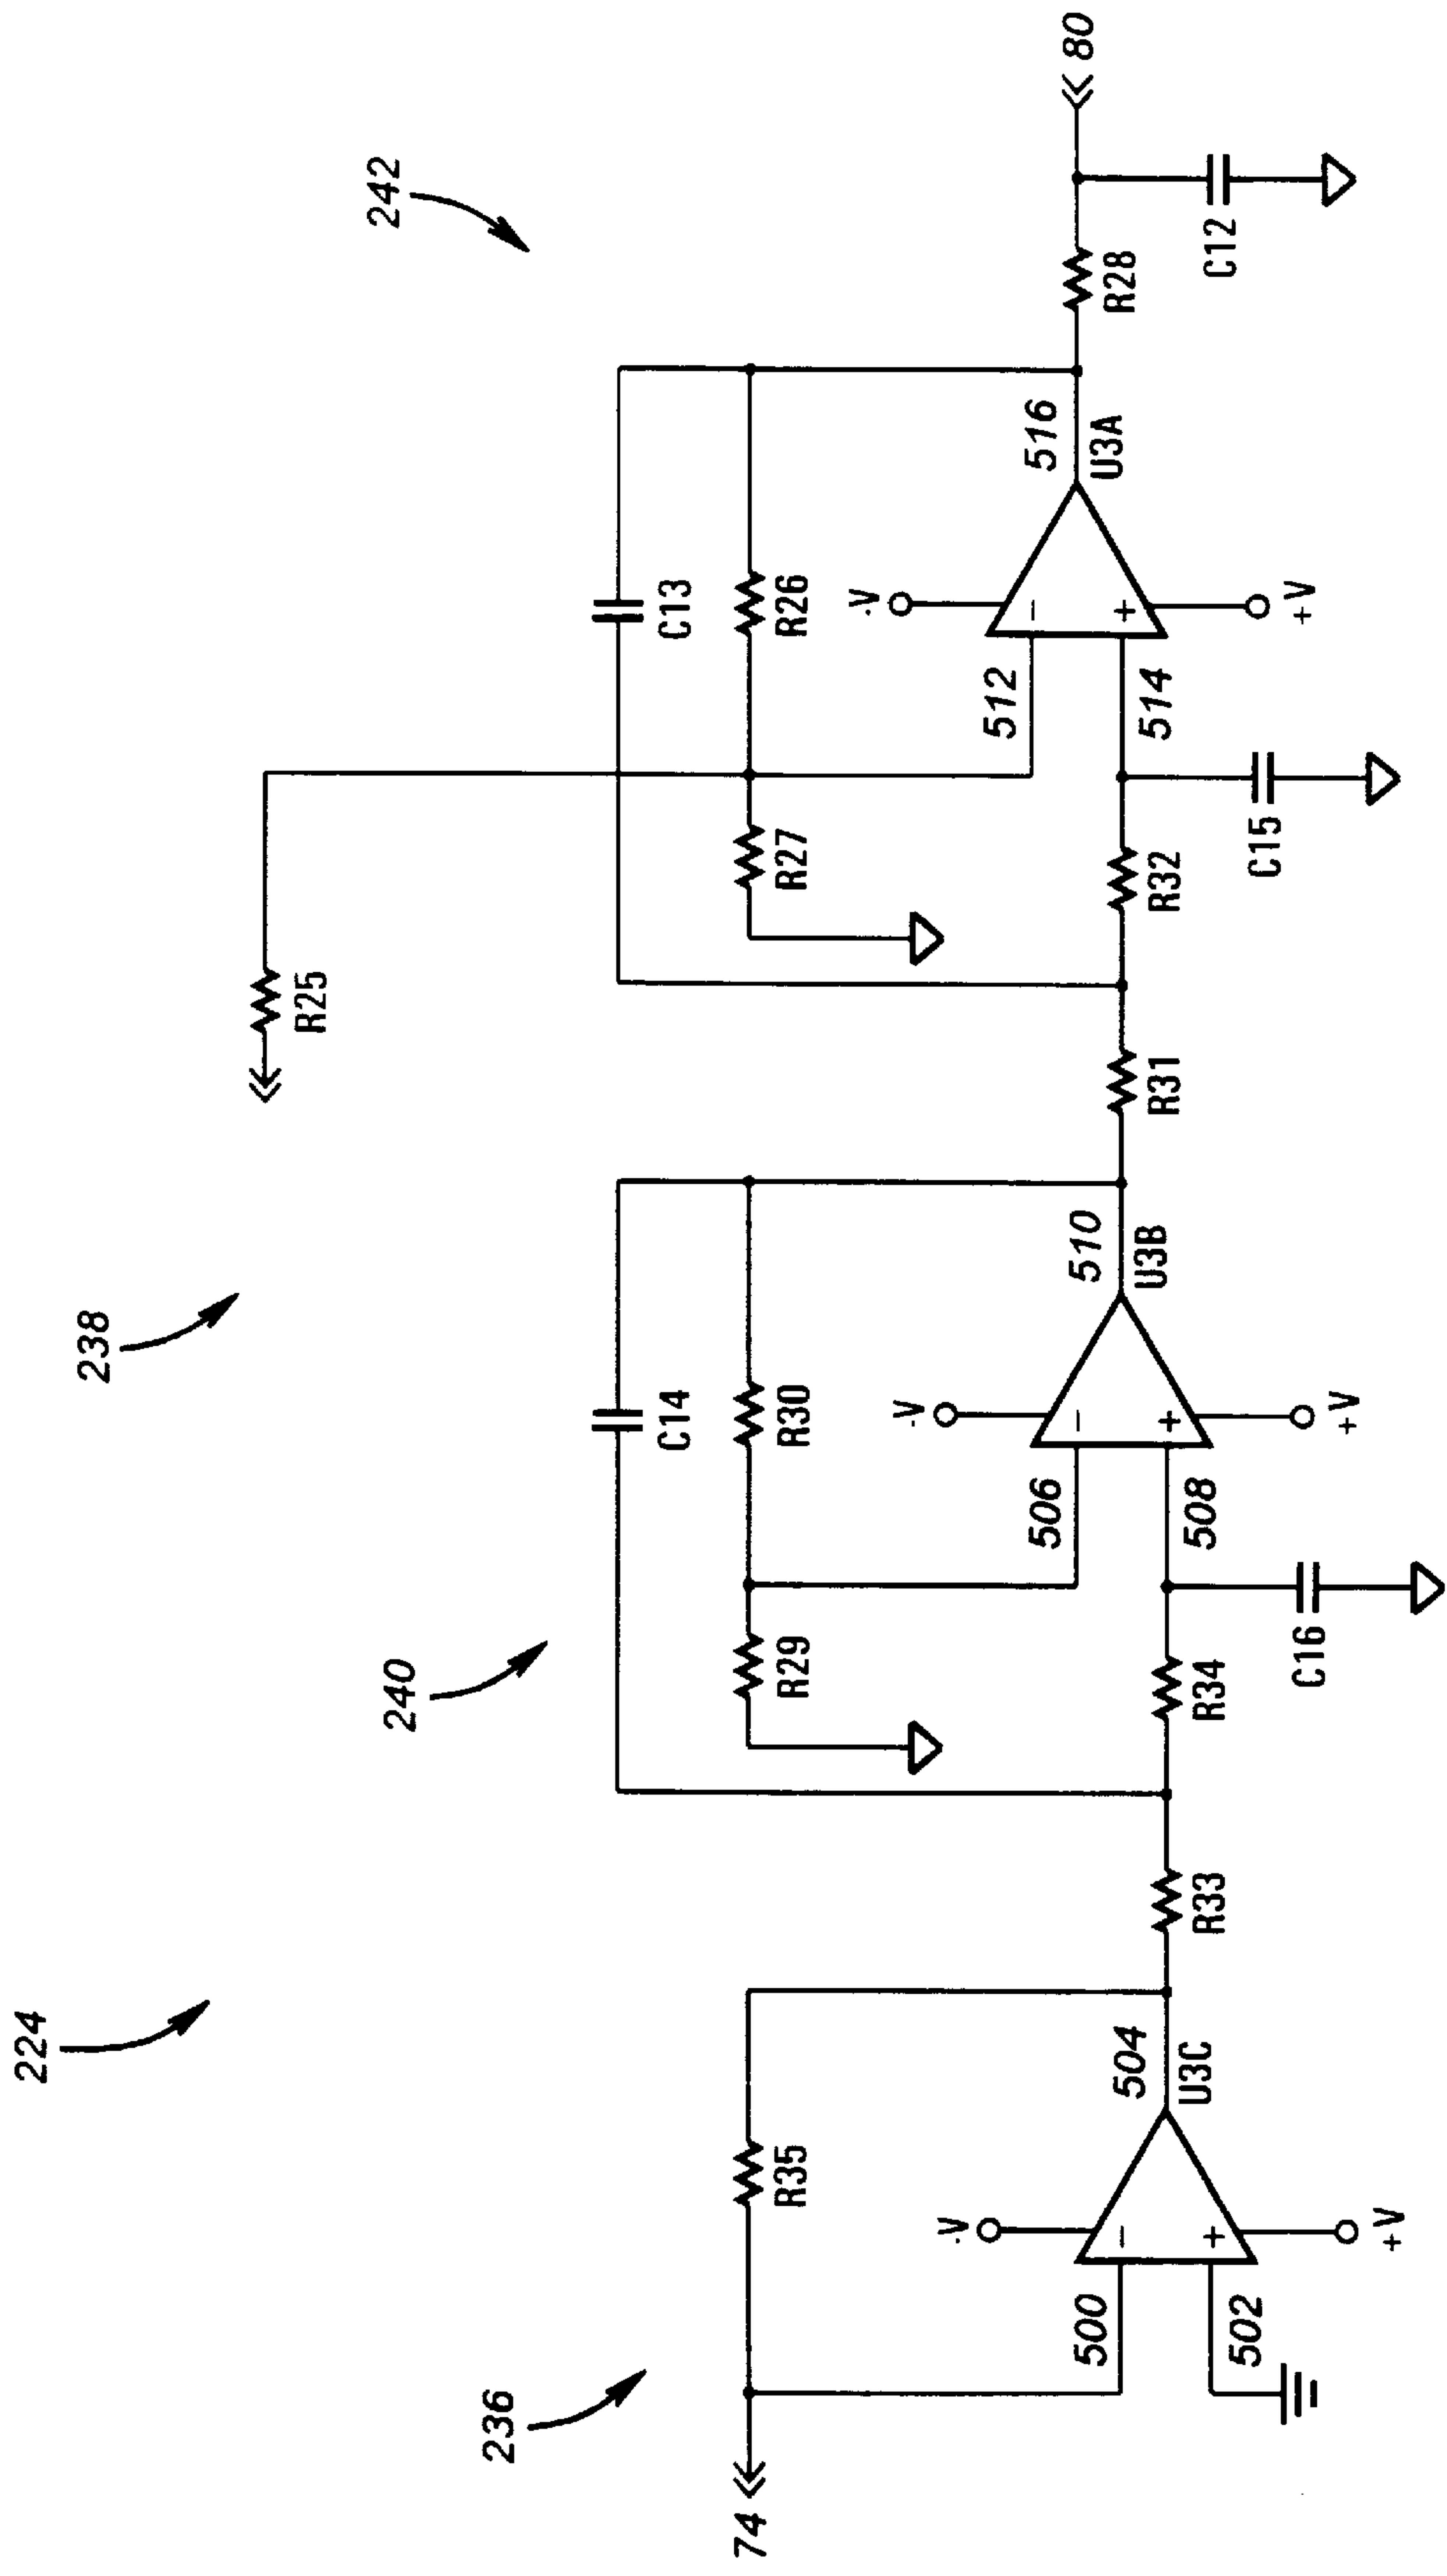 224
238
242
R25
240
C14
C13
236
R35
R29
R30
R27
R26
74
80
-V
-V
-V
500
504
506
510
512
516
-
-
-
+
+
+
502
U3C
508
U3B
514
U3A
R33
R34
R31
R32
R28
C16
C15
C12
+V
+V
+V